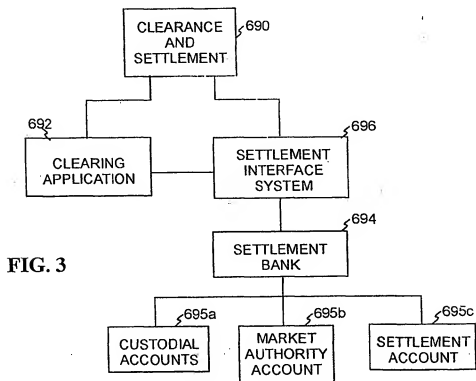 CLEARANCE
AND
SETTLEMENT
690
692
CLEARING
APPLICATION
696
SETTLEMENT
INTERFACE
SYSTEM
694
SETTLEMENT
BANK
FIG. 3
695a
CUSTODIAL
ACCOUNTS
695b
MARKET
AUTHORITY
ACCOUNT
695c
SETTLEMENT
ACCOUNT